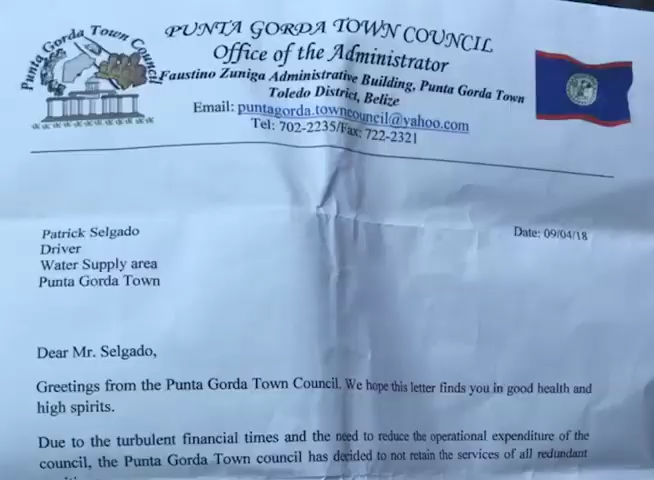 Punta Gorda Town Council
PUNTA GORDA TOWN COUNCIL
Office of the Administrator
Faustino Zuniga Administrative Building, Punta Gorda Town
Toledo District, Belize
Email: puntagorda.towncouncil@yahoo.com
Tel: 702-2235/Fax: 722-2321
Patrick Selgado
Date: 09/04/18
Driver
Water Supply area
Punta Gorda Town
Dear Mr. Selgado,
Greetings from the Punta Gorda Town Council. We hope this letter finds you in good health and
high spirits.
Due to the turbulent financial times and the need to reduce the operational expenditure of the
council, the Punta Gorda Town council has decided to not retain the services of all redundant